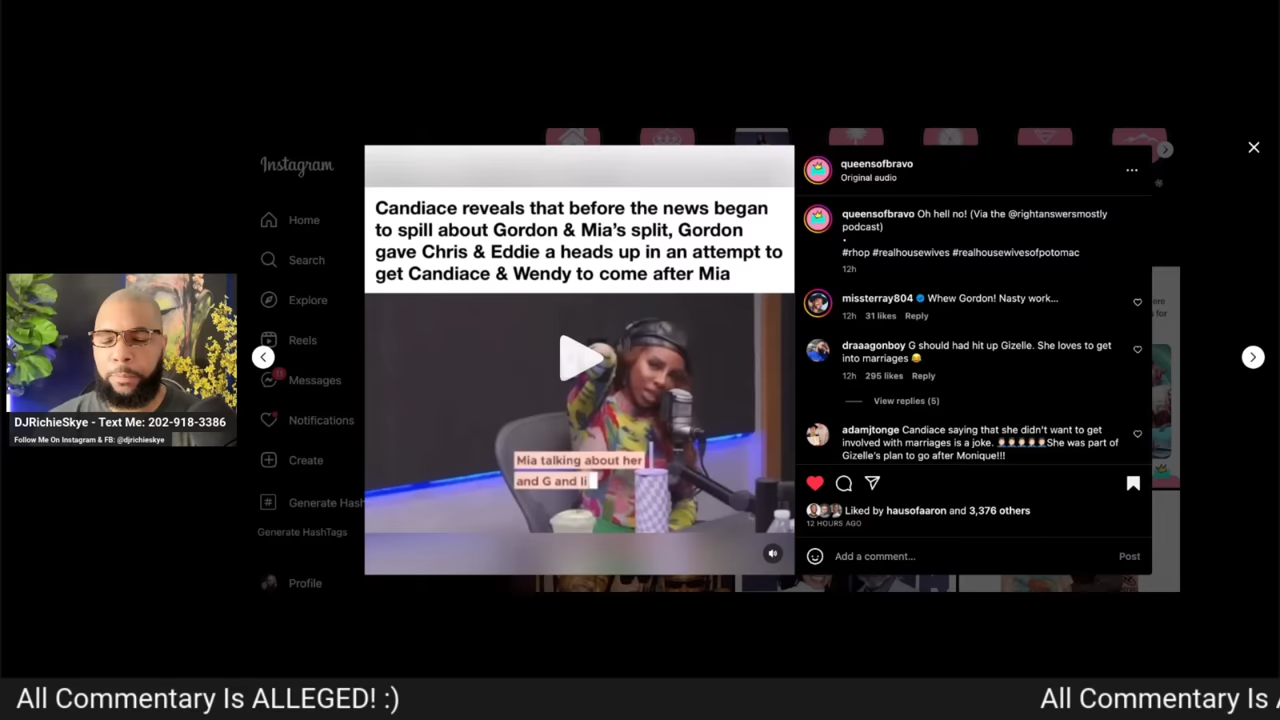 Instagram
Home
Search
Explore
Reels
11
Messages
Notifications
Create
Generate Hash
Generate HashTags
Profile
DJRichieSkye - Text Me: 202-918-3386
Follow Me On Instagram & FB: @djrichieskye
Candiace reveals that before the news began
to spill about Gordon & Mia's split, Gordon
gave Chris & Eddie a heads up in an attempt to
get Candiace & Wendy to come after Mia
Mia talking about her
and G and li
queensofbravo
Original audio
queensofbravo Oh hell no! (Via the @rightanswersmostly
podcast)
.
#rhop #realhousewives #realhousewivesofpotomac
12h
missterray804 Whew Gordon! Nasty work...
12h 31 likes Reply
draaagonboy G should had hit up Gizelle. She loves to get
into marriages 😂
12h 295 likes Reply
View replies (5)
adamjtonge Candiace saying that she didn't want to get
involved with marriages is a joke. 🤦🏻‍♂️🤦🏻‍♂️🤦🏻‍♂️🤦🏻‍♂️🤦🏻‍♂️She was part of
Gizelle's plan to go after Monique!!!
Liked by hausofaaron and 3,376 others
12 HOURS AGO
Add a comment... Post
All Commentary Is ALLEGED! :)
All Commentary Is